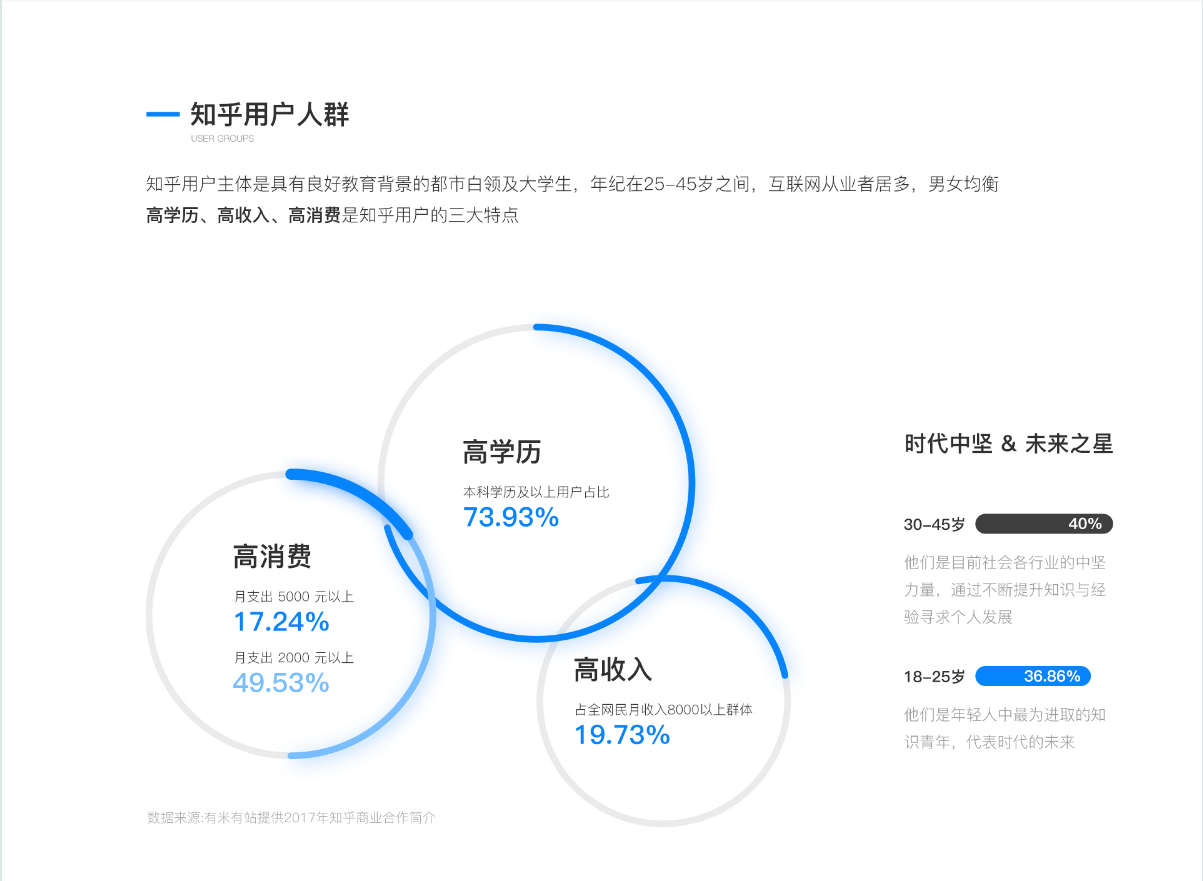 知乎用户人群
USER GROUPS
知乎用户主体是具有良好教育背景的都市白领及大学生，年纪在25-45岁之间，互联网从业者居多，男女均衡
高学历、高收入、高消费是知乎用户的三大特点
高学历
本科学历及以上用户占比
73.93%
高消费
月支出 5000 元以上
17.24%
月支出 2000 元以上
49.53%
高收入
占全网民月收入8000以上群体
19.73%
时代中坚 & 未来之星
30-45岁 40%
他们是目前社会各行业的中坚
力量，通过不断提升知识与经
验寻求个人发展
18-25岁 36.86%
他们是年轻人中最为进取的知
识青年，代表时代的未来
数据来源:有米有站提供2017年知乎商业合作简介